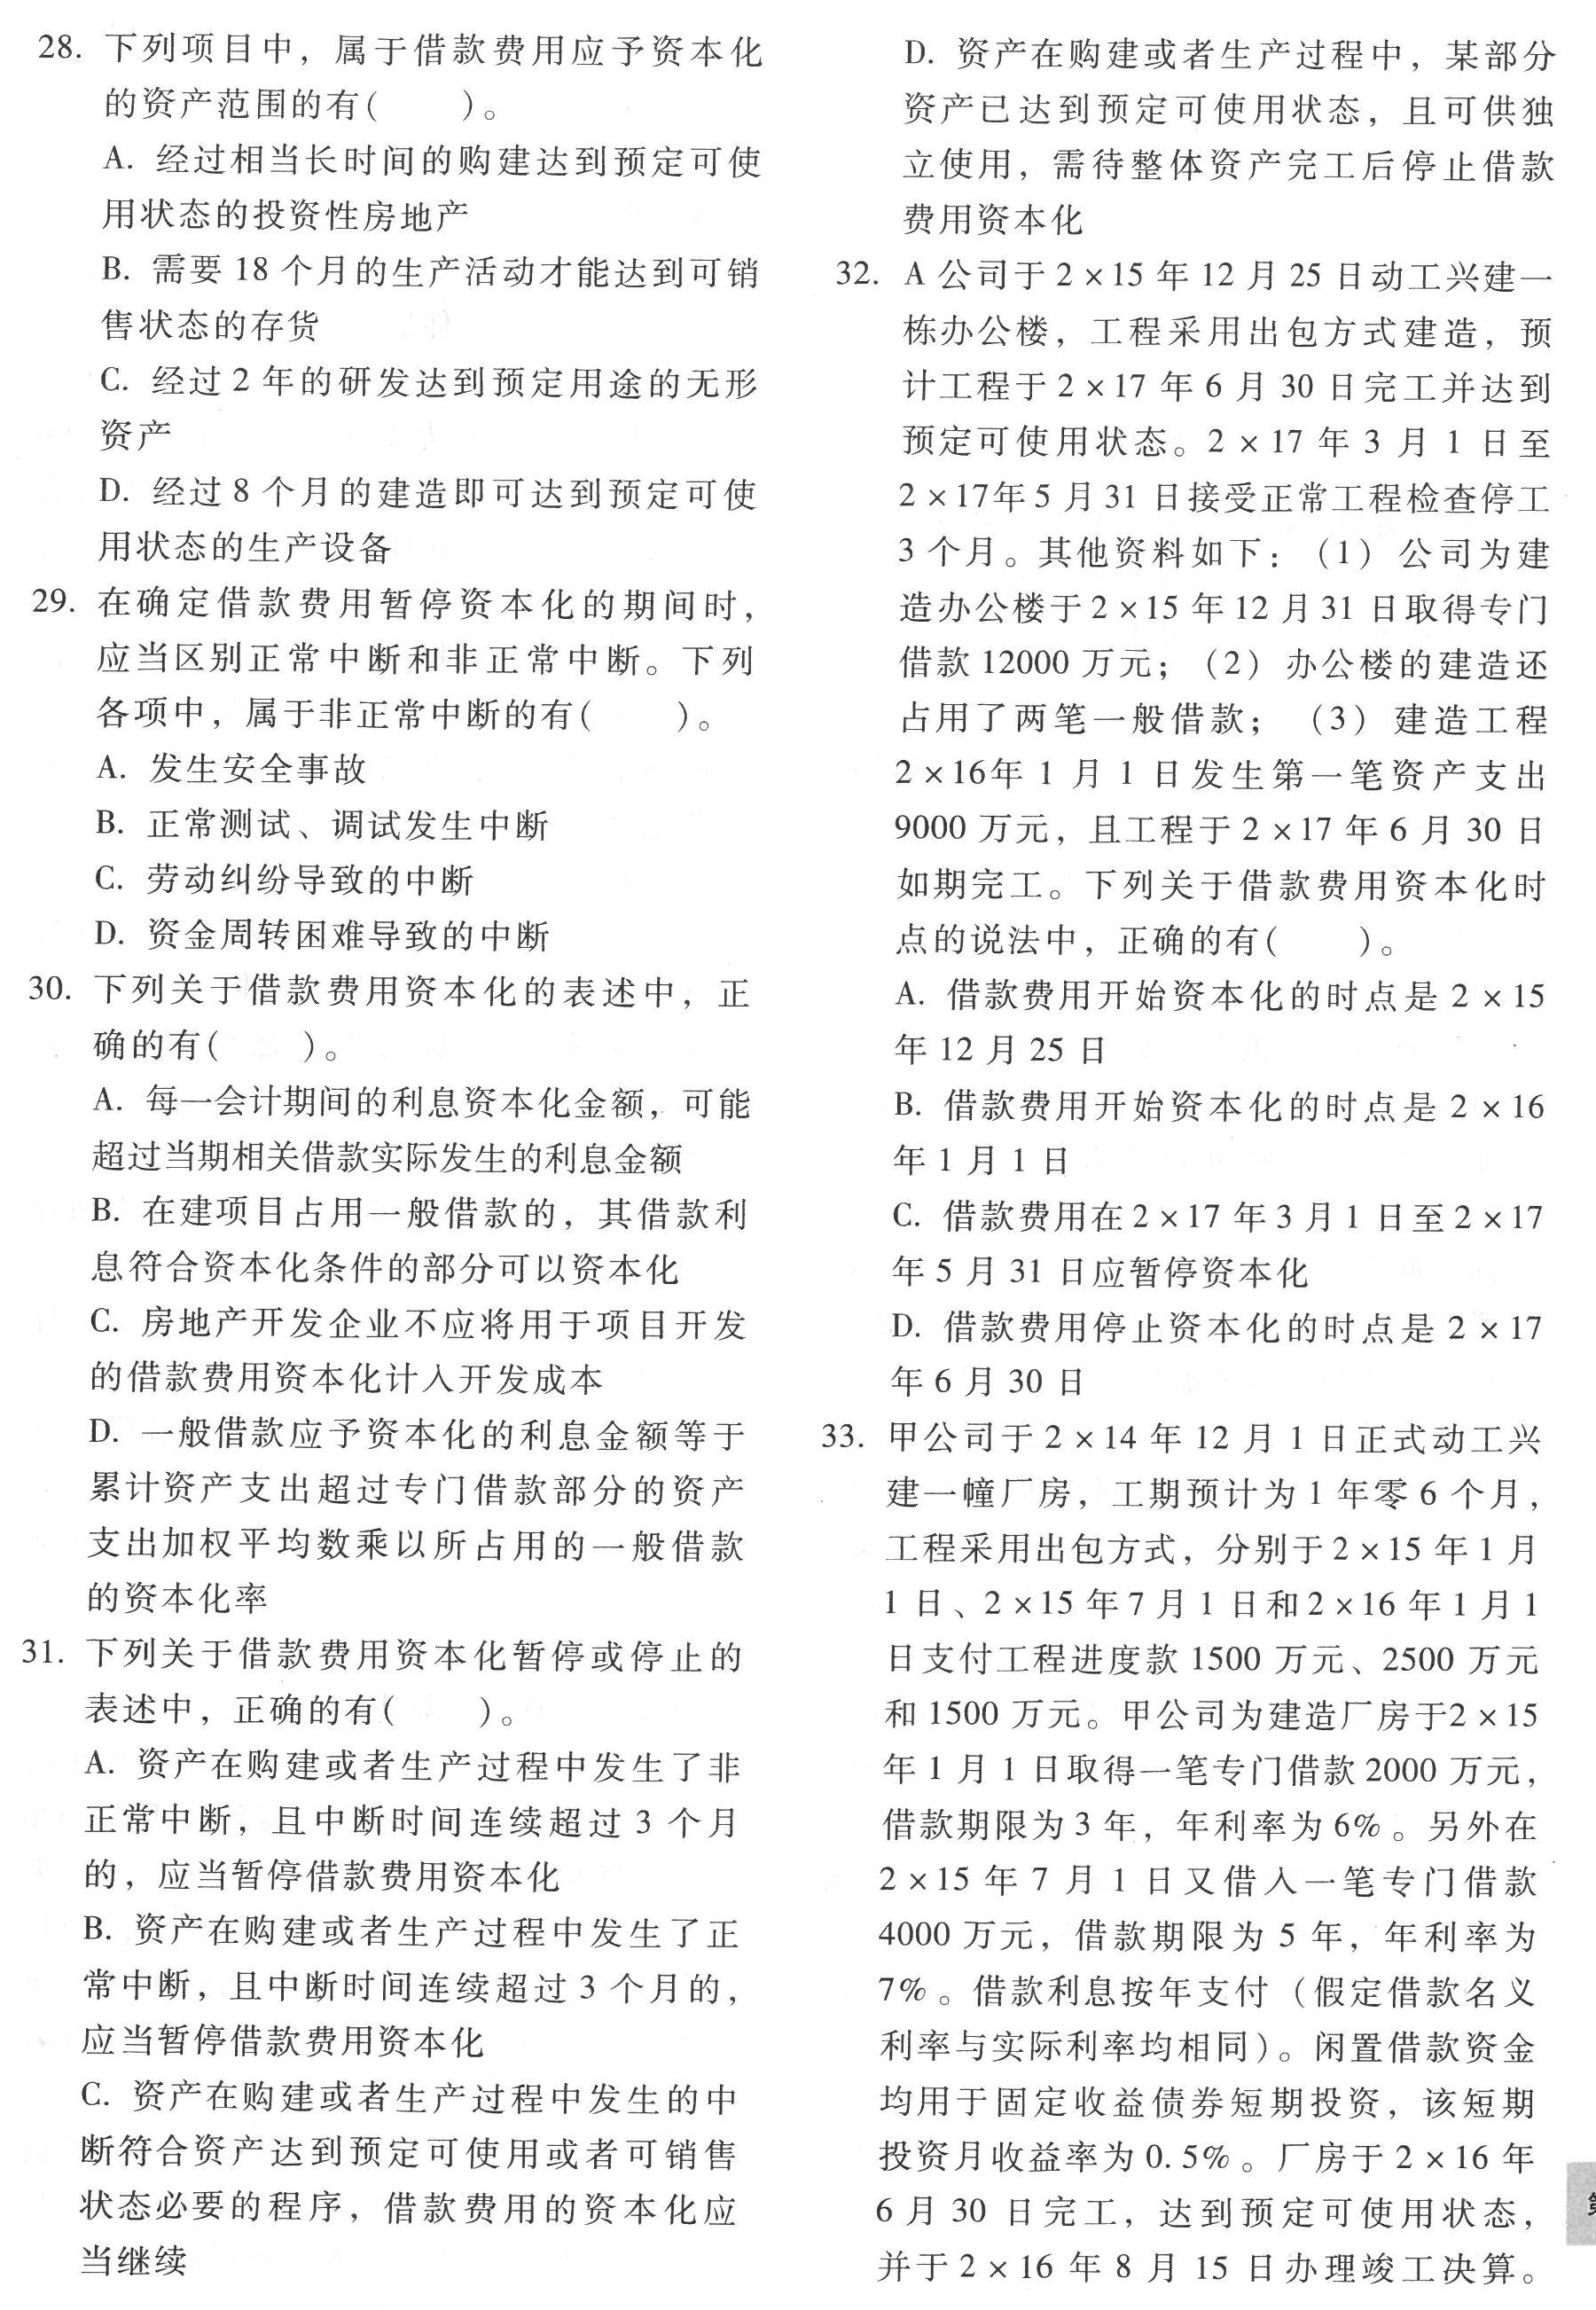 28. 下列项目中，属于借款费用应予资本化
的资产范围的有(　　)。
A. 经过相当长时间的购建达到预定可使
用状态的投资性房地产
B. 需要 18 个月的生产活动才能达到可销
售状态的存货
C. 经过 2 年的研发达到预定用途的无形
资产
D. 经过 8 个月的建造即可达到预定可使
用状态的生产设备
29. 在确定借款费用暂停资本化的期间时，
应当区别正常中断和非正常中断。下列
各项中，属于非正常中断的有(　　)。
A. 发生安全事故
B. 正常测试、调试发生中断
C. 劳动纠纷导致的中断
D. 资金周转困难导致的中断
30. 下列关于借款费用资本化的表述中，正
确的有(　　)。
A. 每一会计期间的利息资本化金额，可能
超过当期相关借款实际发生的利息金额
B. 在建项目占用一般借款的，其借款利
息符合资本化条件的部分可以资本化
C. 房地产开发企业不应将用于项目开发
的借款费用资本化计入开发成本
D. 一般借款应予资本化的利息金额等于
累计资产支出超过专门借款部分的资产
支出加权平均数乘以所占用的一般借款
的资本化率
31. 下列关于借款费用资本化暂停或停止的
表述中，正确的有(　　)。
A. 资产在购建或者生产过程中发生了非
正常中断，且中断时间连续超过 3 个月
的，应当暂停借款费用资本化
B. 资产在购建或者生产过程中发生了正
常中断，且中断时间连续超过 3 个月的，
应当暂停借款费用资本化
C. 资产在购建或者生产过程中发生的中
断符合资产达到预定可使用或者可销售
状态必要的程序，借款费用的资本化应
当继续
D. 资产在购建或者生产过程中，某部分
资产已达到预定可使用状态，且可供独
立使用，需待整体资产完工后停止借款
费用资本化
32. A 公司于 2×15 年 12 月 25 日动工兴建一
栋办公楼，工程采用出包方式建造，预
计工程于 2×17 年 6 月 30 日完工并达到
预定可使用状态。2×17 年 3 月 1 日至
2×17年 5 月 31 日接受正常工程检查停工
3 个月。其他资料如下：（1）公司为建
造办公楼于 2×15 年 12 月 31 日取得专门
借款 12000 万元；（2）办公楼的建造还
占用了两笔一般借款；（3）建造工程
2×16年 1 月 1 日发生第一笔资产支出
9000 万元，且工程于 2×17 年 6 月 30 日
如期完工。下列关于借款费用资本化时
点的说法中，正确的有(　　)。
A. 借款费用开始资本化的时点是 2×15
年 12 月 25 日
B. 借款费用开始资本化的时点是 2×16
年 1 月 1 日
C. 借款费用在 2×17 年 3 月 1 日至 2×17
年 5 月 31 日应暂停资本化
D. 借款费用停止资本化的时点是 2×17
年 6 月 30 日
33. 甲公司于 2×14 年 12 月 1 日正式动工兴
建一幢厂房，工期预计为 1 年零 6 个月，
工程采用出包方式，分别于 2×15 年 1 月
1 日、2×15 年 7 月 1 日和 2×16 年 1 月 1
日支付工程进度款 1500 万元、2500 万元
和 1500 万元。甲公司为建造厂房于2×15
年 1 月 1 日取得一笔专门借款 2000 万元，
借款期限为 3 年，年利率为 6%。另外在
2×15 年 7 月 1 日又借入一笔专门借款
4000 万元，借款期限为 5 年，年利率为
7%。借款利息按年支付（假定借款名义
利率与实际利率均相同）。闲置借款资金
均用于固定收益债券短期投资，该短期
投资月收益率为 0.5%。厂房于 2×16 年
6 月 30 日完工，达到预定可使用状态，
并于 2×16 年 8 月 15 日办理竣工决算。